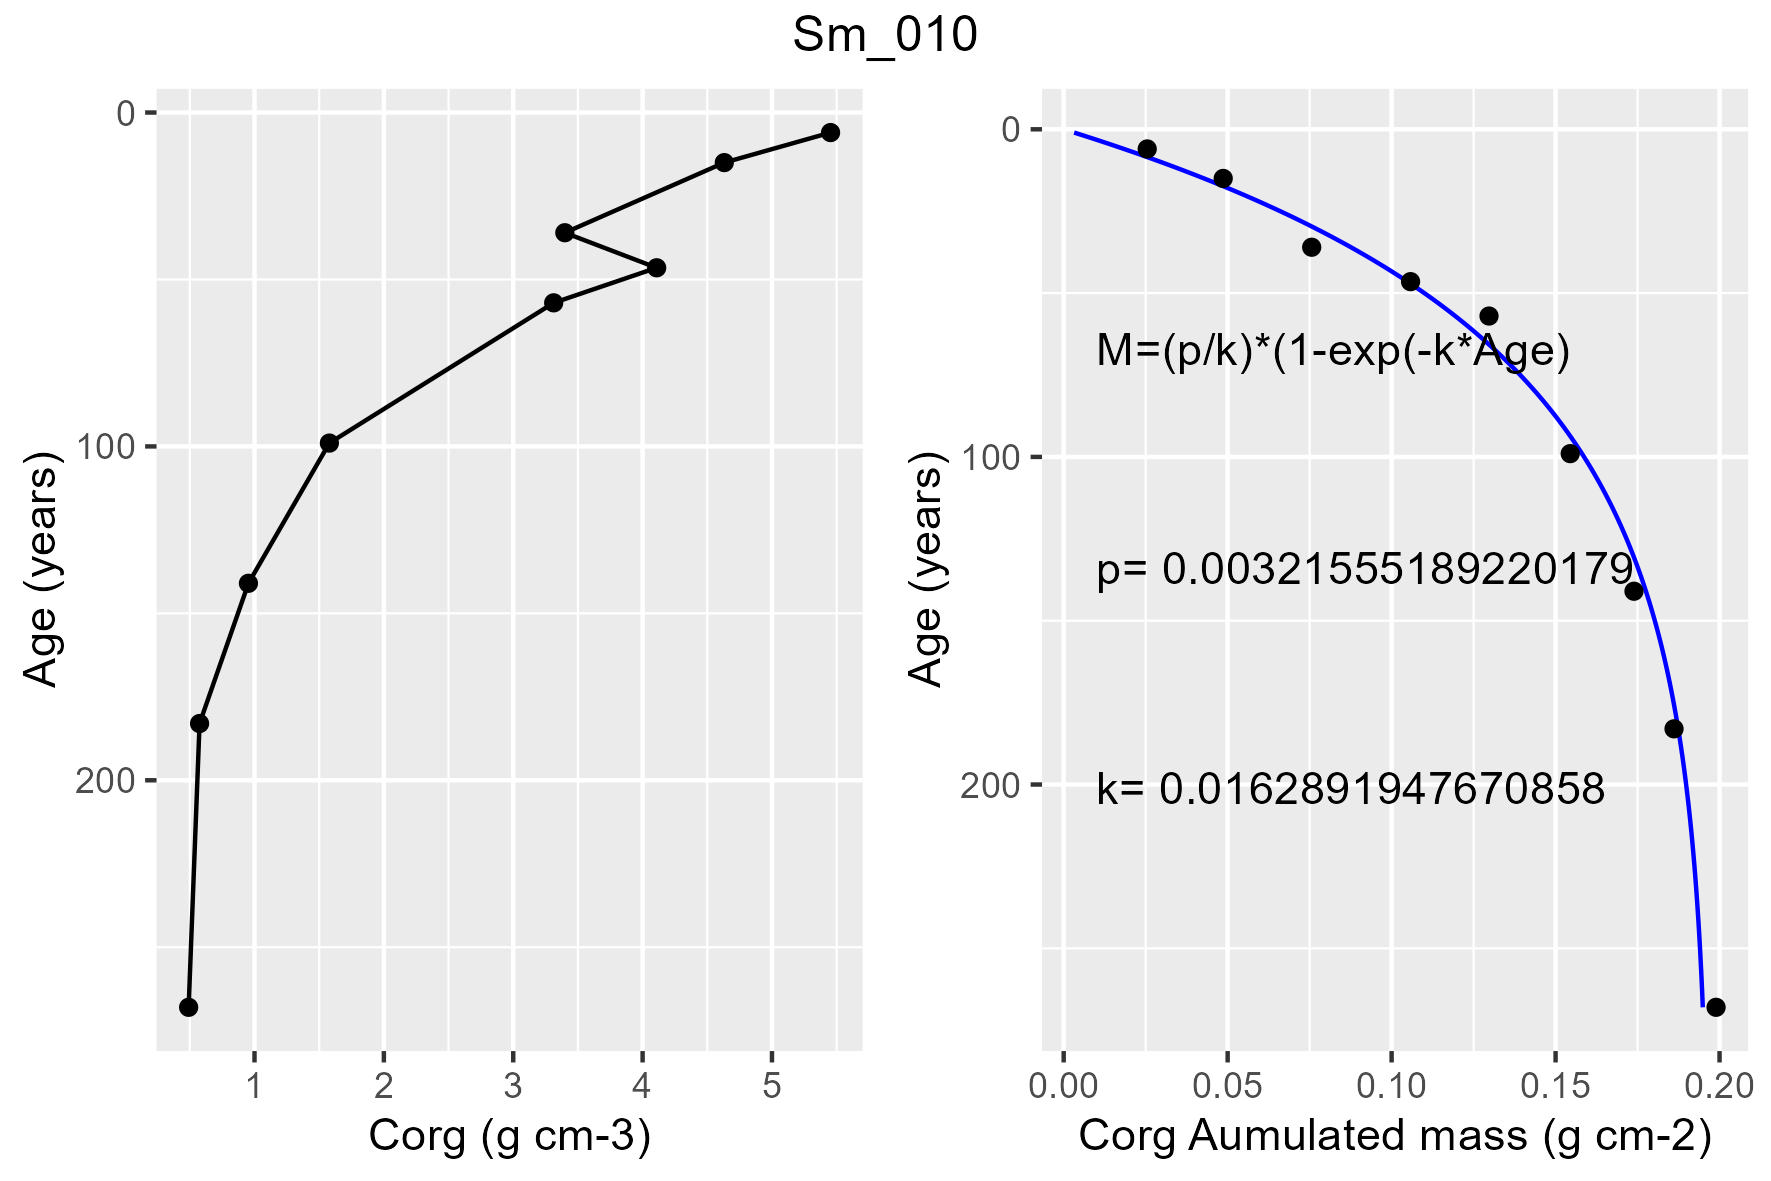 Sm_010
0
100
200
Age (years)
1 2 3 4 5
Corg (g cm-3)
0
100
200
Age (years)
M=(p/k)*(1-exp(-k*Age)
p= 0.00321555189220179
k= 0.0162891947670858
0.00 0.05 0.10 0.15 0.20
Corg Aumulated mass (g cm-2)